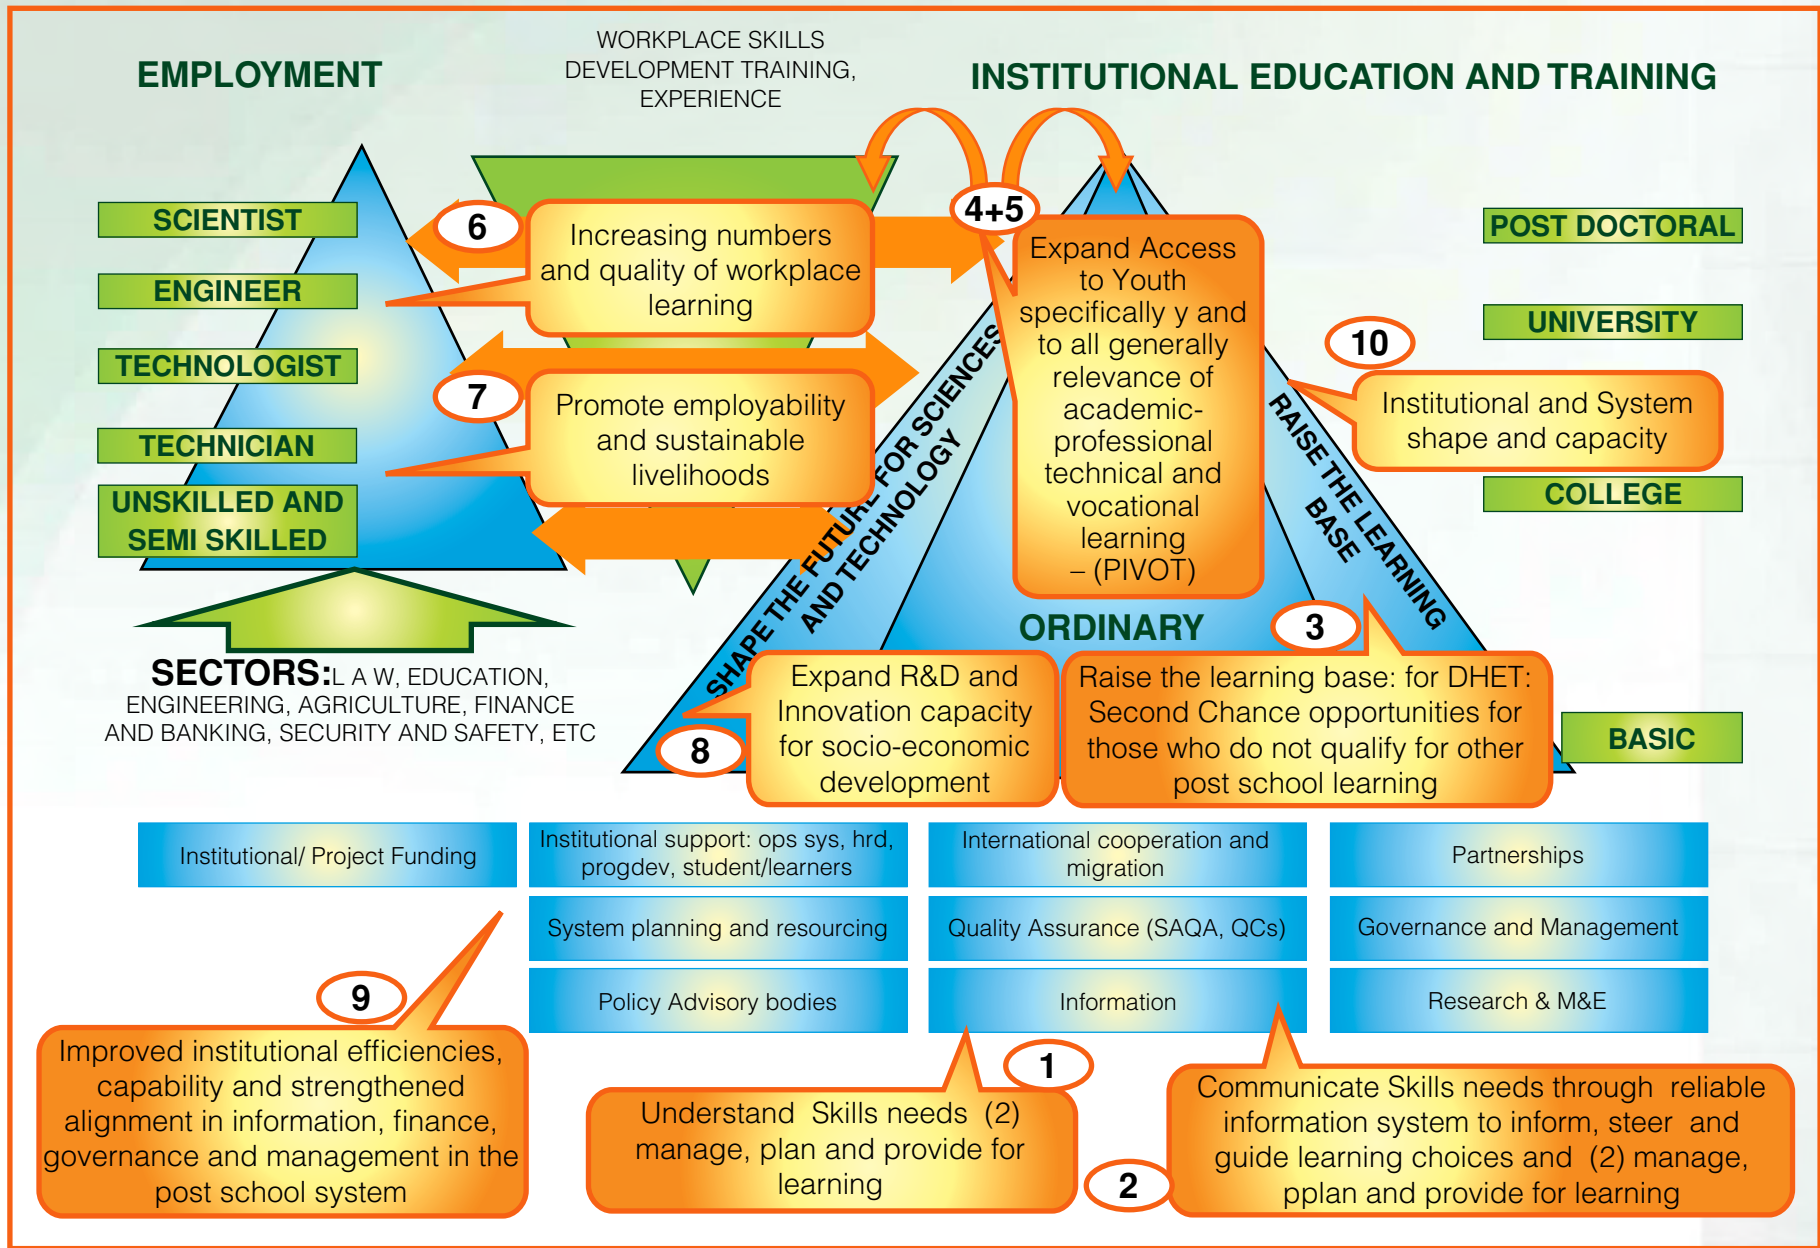 EMPLOYMENT
WORKPLACE SKILLS
DEVELOPMENT TRAINING,
EXPERIENCE
INSTITUTIONAL EDUCATION AND TRAINING
SCIENTIST
ENGINEER
TECHNOLOGIST
TECHNICIAN
UNSKILLED AND
SEMI SKILLED
6
Increasing numbers
and quality of workplace
learning
7
Promote employability
and sustainable
livelihoods
4+5
Expand Access
to Youth
specifically y and
to all generally
relevance of
academic-
professional
technical and
vocational
learning
– (PIVOT)
POST DOCTORAL
UNIVERSITY
10
Institutional and System
shape and capacity
COLLEGE
SHAPE THE FUTURE FOR SCIENCES
AND TECHNOLOGY
RAISE THE LEARNING
BASE
ORDINARY
3
Raise the learning base: for DHET:
Second Chance opportunities for
those who do not qualify for other
post school learning
BASIC
SECTORS:L A W, EDUCATION,
ENGINEERING, AGRICULTURE, FINANCE
AND BANKING, SECURITY AND SAFETY, ETC
8
Expand R&D and
Innovation capacity
for socio-economic
development
Institutional/ Project Funding
Institutional support: ops sys, hrd,
progdev, student/learners
International cooperation and
migration
Partnerships
System planning and resourcing
Quality Assurance (SAQA, QCs)
Governance and Management
Policy Advisory bodies
Information
Research & M&E
9
Improved institutional efficiencies,
capability and strengthened
alignment in information, finance,
governance and management in the
post school system
1
Understand Skills needs (2)
manage, plan and provide for
learning
2
Communicate Skills needs through reliable
information system to inform, steer and
guide learning choices and (2) manage,
pplan and provide for learning